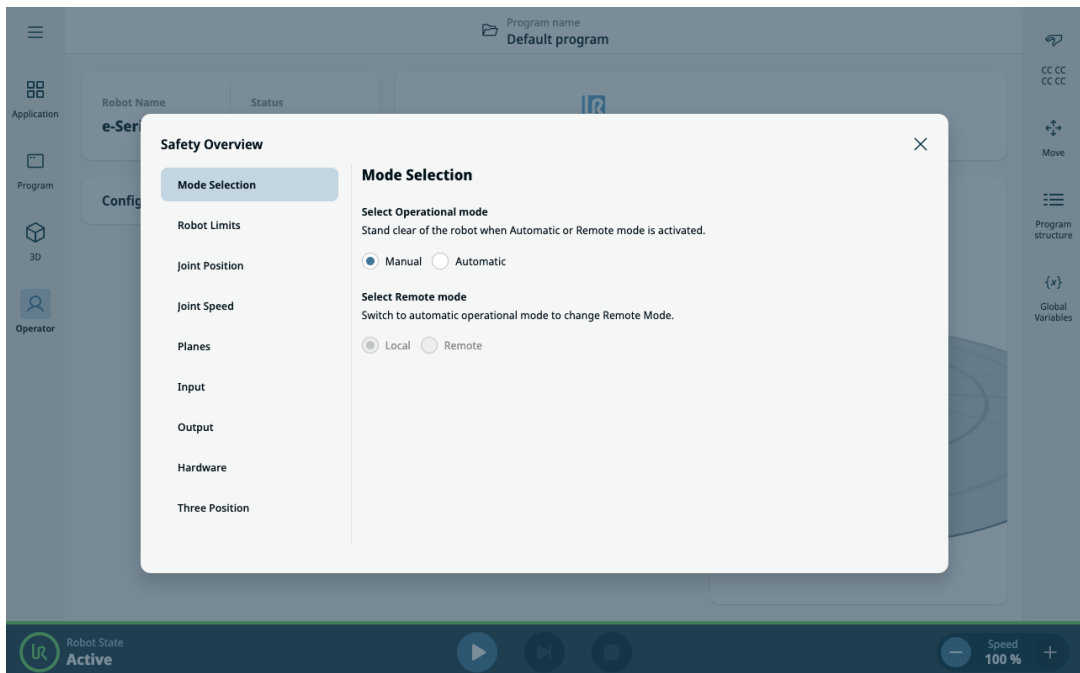 Program name
Default program
Application
Program
3D
Operator
Robot Name
Status
e-Seri
Config
Safety Overview
Mode Selection
Robot Limits
Joint Position
Joint Speed
Planes
Input
Output
Hardware
Three Position
Mode Selection
Select Operational mode
Stand clear of the robot when Automatic or Remote mode is activated.
Manual Automatic
Select Remote mode
Switch to automatic operational mode to change Remote Mode.
Local Remote
CC CC
CC CC
Move
Program
structure
{x}
Global
Variables
Robot State
Active
Speed
100 %